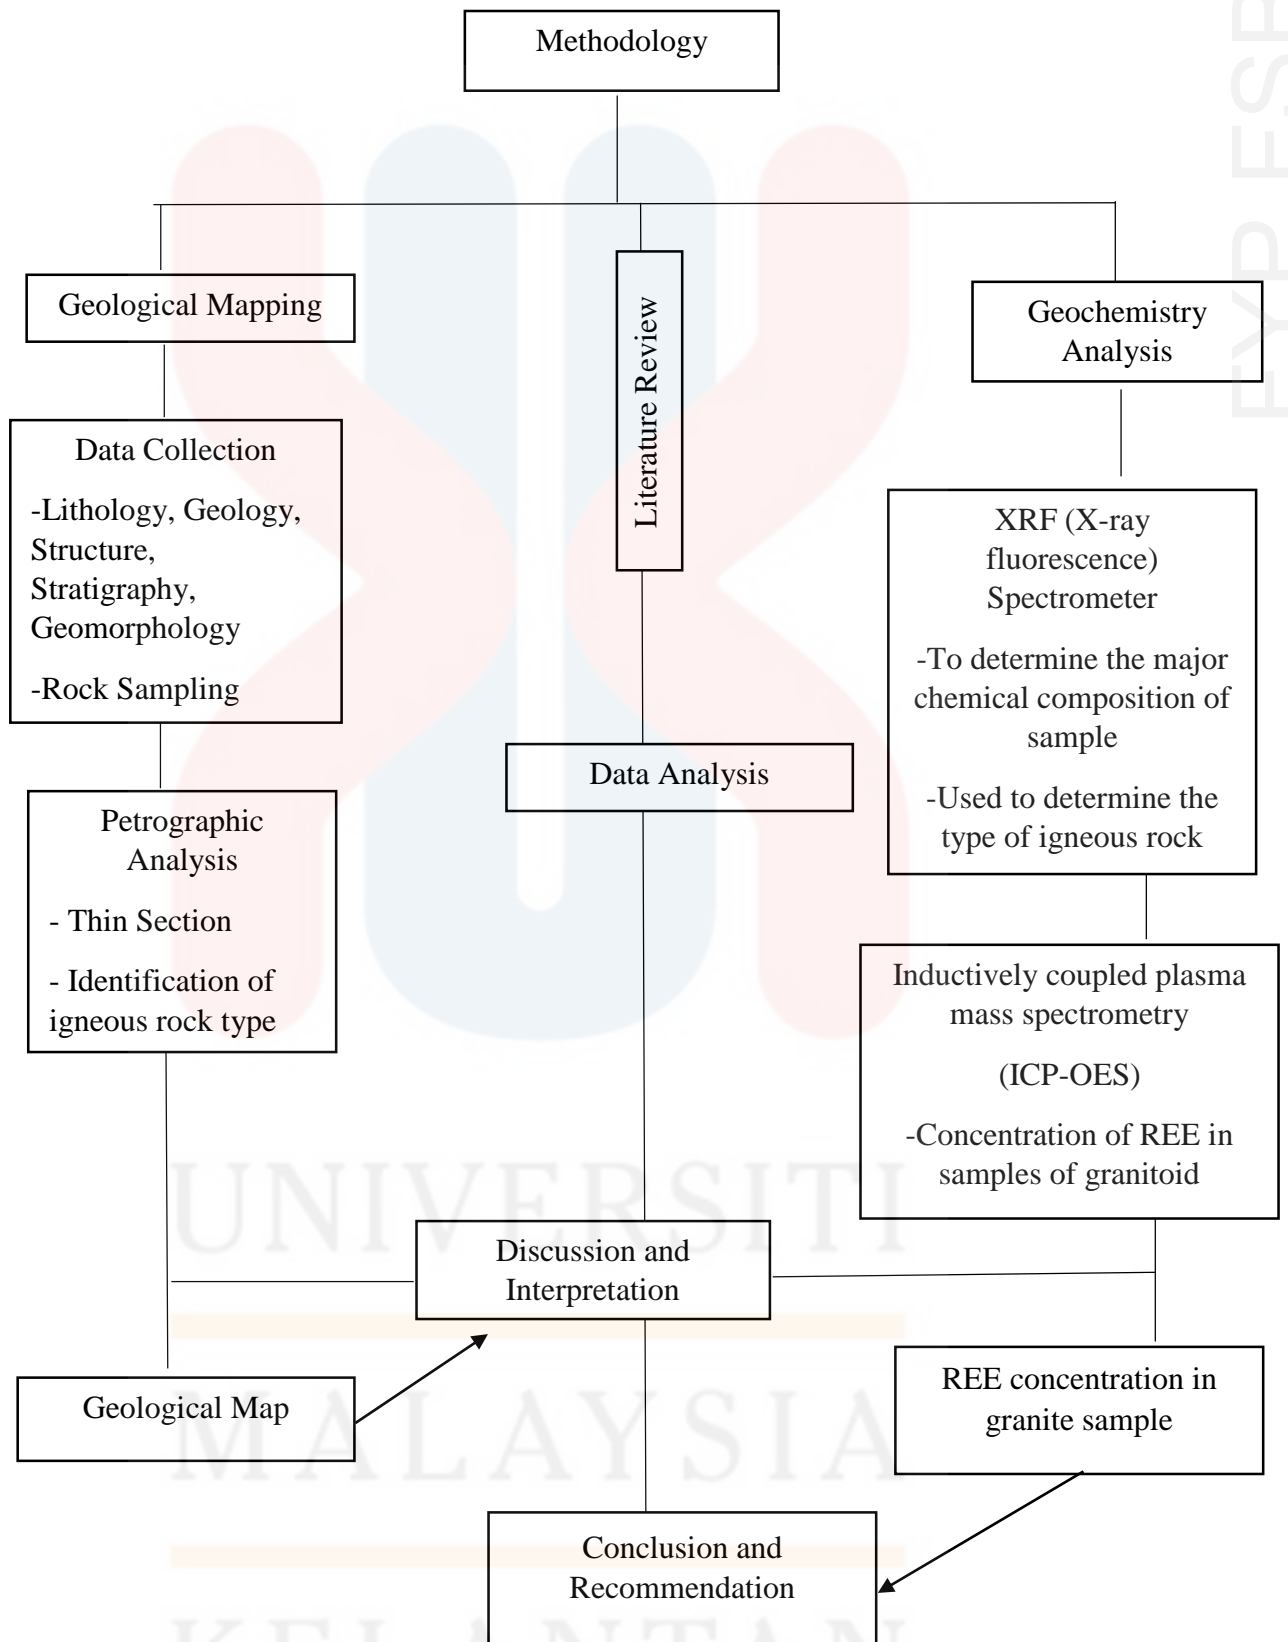 Methodology
FYP FSB
Geological Mapping
Literature Review
Geochemistry
Analysis
Data Collection
-Lithology, Geology,
Structure,
Stratigraphy,
Geomorphology
-Rock Sampling
XRF (X-ray
fluorescence)
Spectrometer
-To determine the major
chemical composition of
sample
-Used to determine the
type of igneous rock
Data Analysis
Petrographic
Analysis
- Thin Section
- Identification of
igneous rock type
Inductively coupled plasma
mass spectrometry
(ICP-OES)
-Concentration of REE in
samples of granitoid
UNIVERSITI
Discussion and
Interpretation
Geological Map
REE concentration in
granite sample
MALAYSIA
Conclusion and
Recommendation
KELANTAN